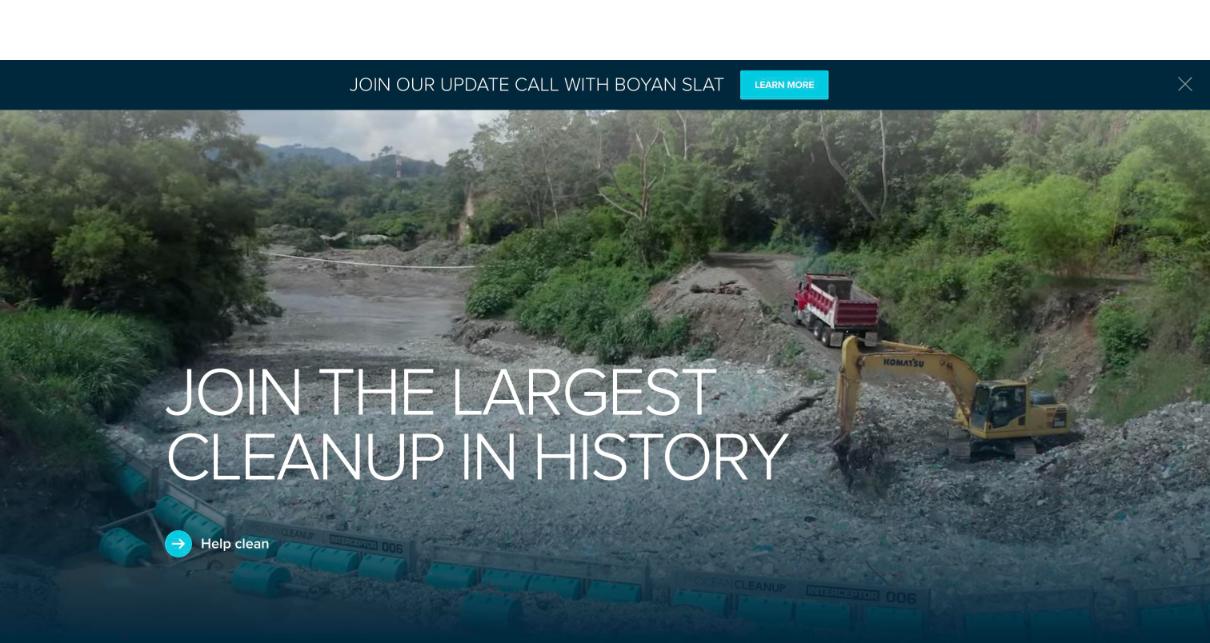 JOIN OUR UPDATE CALL WITH BOYAN SLAT
LEARN MORE
KOMATSU
JOIN THE LARGEST
CLEANUP IN HISTORY
Help clean
CLEANUP INTERCEPTOR 006
CLEANUP INTERCEPTOR 006